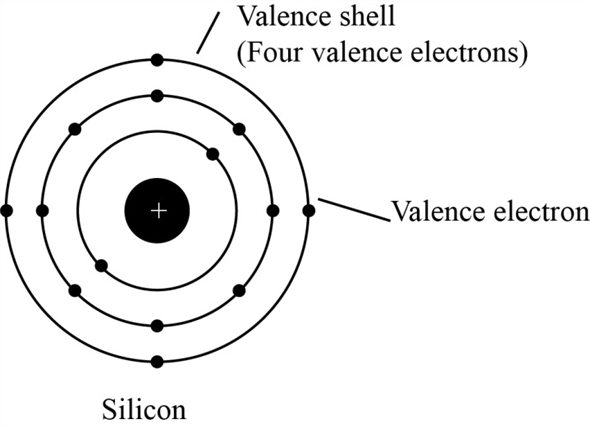 Valence shell
(Four valence electrons)
+
Valence electron
Silicon